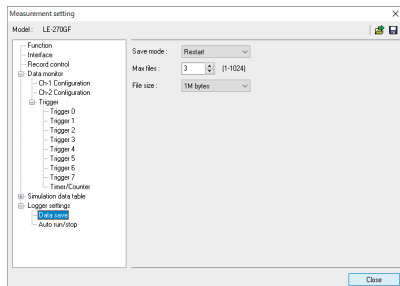 Measurement setting
Model : LE-270GF
Function
Interface
Record control
Data monitor
Ch-1 Configuration
Ch-2 Configuration
Trigger
Trigger 0
Trigger 1
Trigger 2
Trigger 3
Trigger 4
Trigger 5
Trigger 6
Trigger 7
Timer/Counter
Simulation data table
Logger settings
Data save
Auto run/stop
Save mode : Restart
Max files : 3 (1-1024)
File size : 1M bytes
Close